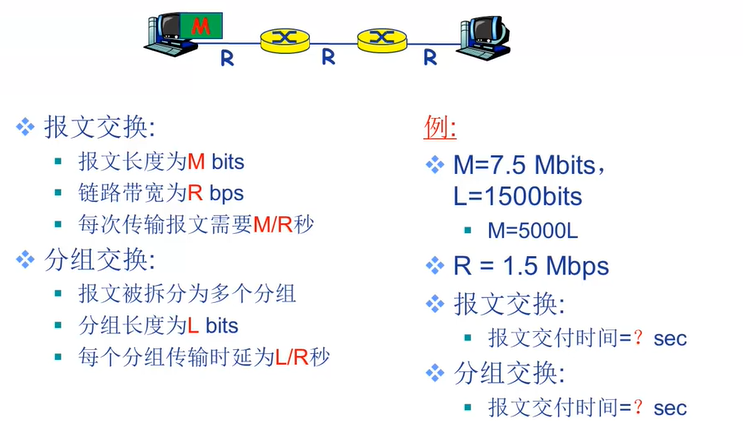 M
R
R
R
报文交换:
报文长度为M bits
链路带宽为R bps
每次传输报文需要M/R秒
分组交换:
报文被拆分为多个分组
分组长度为L bits
每个分组传输时延为L/R秒
例:
M=7.5 Mbits，
L=1500bits
M=5000L
R = 1.5 Mbps
报文交换:
报文交付时间=？sec
分组交换:
报文交付时间=？sec